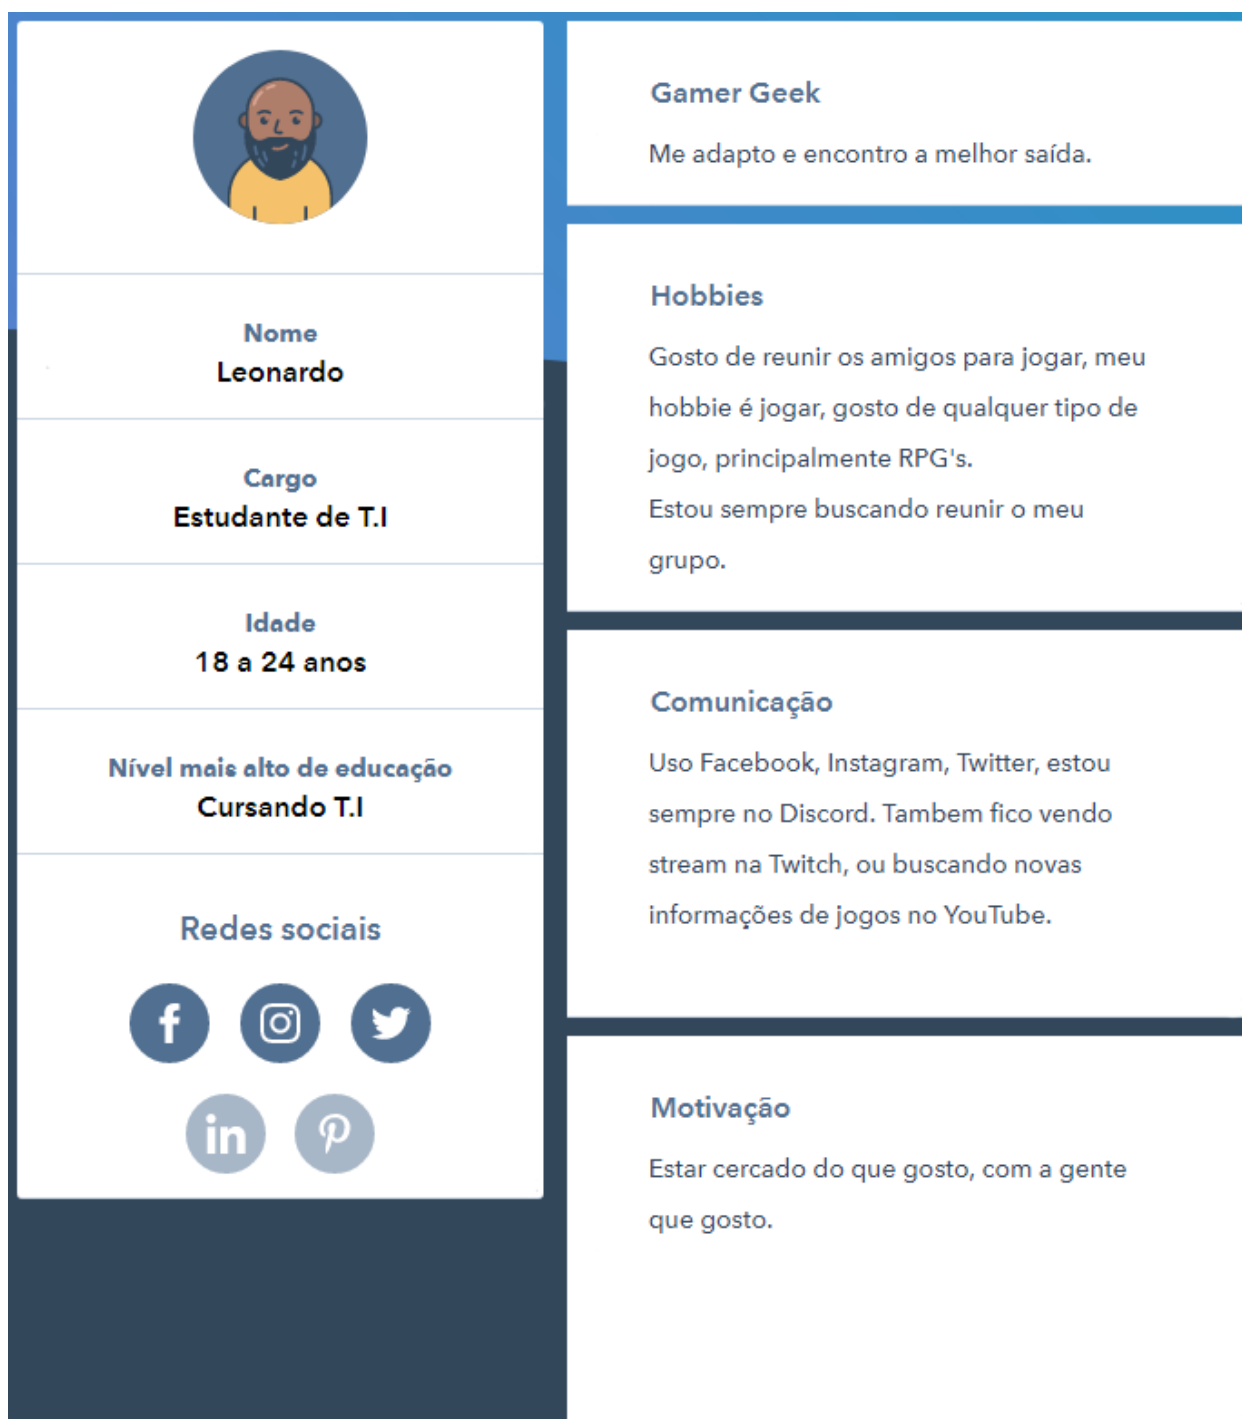 Nome
Leonardo
Cargo
Estudante de T.I
Idade
18 a 24 anos
Nível mais alto de educação
Cursando T.I
Redes sociais
f
in
Gamer Geek
Me adapto e encontro a melhor saída.
Hobbies
Gosto de reunir os amigos para jogar, meu
hobbie é jogar, gosto de qualquer tipo de
jogo, principalmente RPG's.
Estou sempre buscando reunir o meu
grupo.
Comunicação
Uso Facebook, Instagram, Twitter, estou
sempre no Discord. Tambem fico vendo
stream na Twitch, ou buscando novas
informações de jogos no YouTube.
Motivação
Estar cercado do que gosto, com a gente
que gosto.